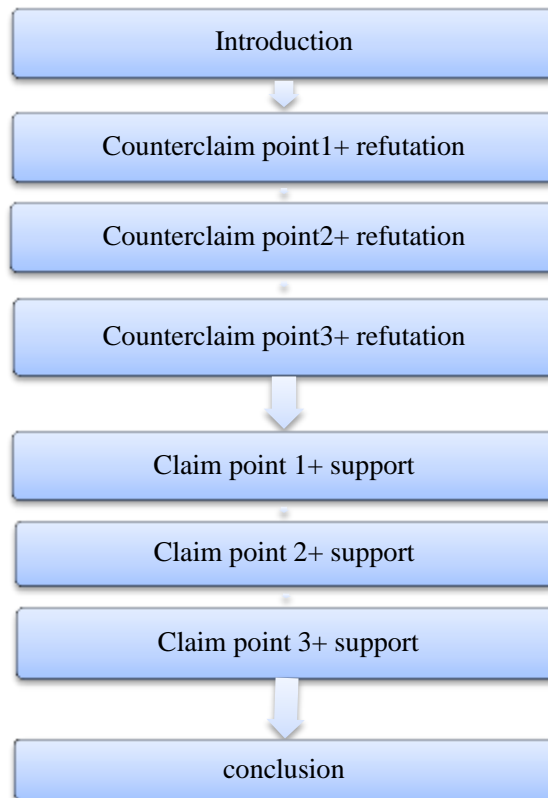 Introduction
Counterclaim point1+ refutation
Counterclaim point2+ refutation
Counterclaim point3+ refutation
Claim point 1+ support
Claim point 2+ support
Claim point 3+ support
conclusion